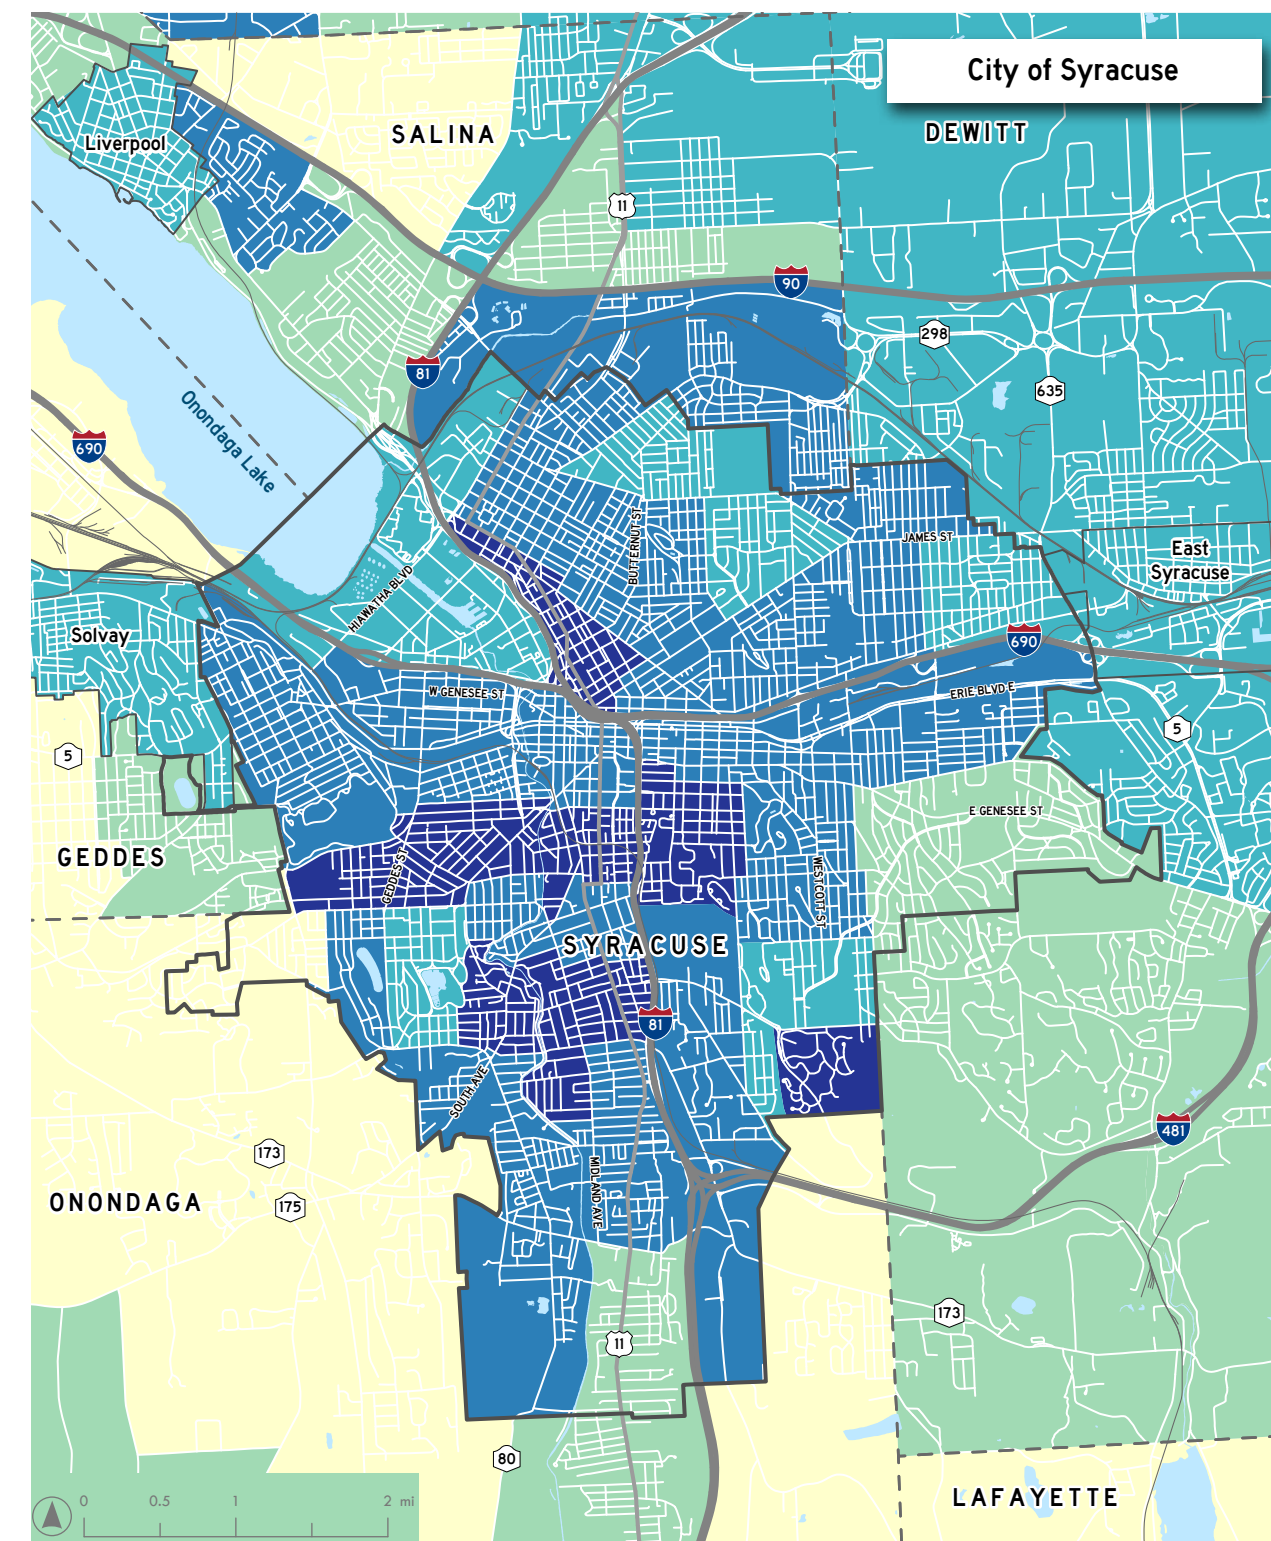 City of Syracuse
SALINA
DEWITT
Liverpool
11
90
298
81
635
Onondaga Lake
690
BUTTERNUT ST
JAMES ST
East
Syracuse
HIAWATHA BLVD
Solvay
690
W GENESEE ST
ERIE BLVD E
5
5
E GENESEE ST
GEDDES
GEDDES ST
WESTCOTT ST
SYRACUSE
81
SOUTH AVE
481
173
MIDLAND AVE
ONONDAGA
175
173
11
80
LAFAYETTE
0 0.5 1 2 mi